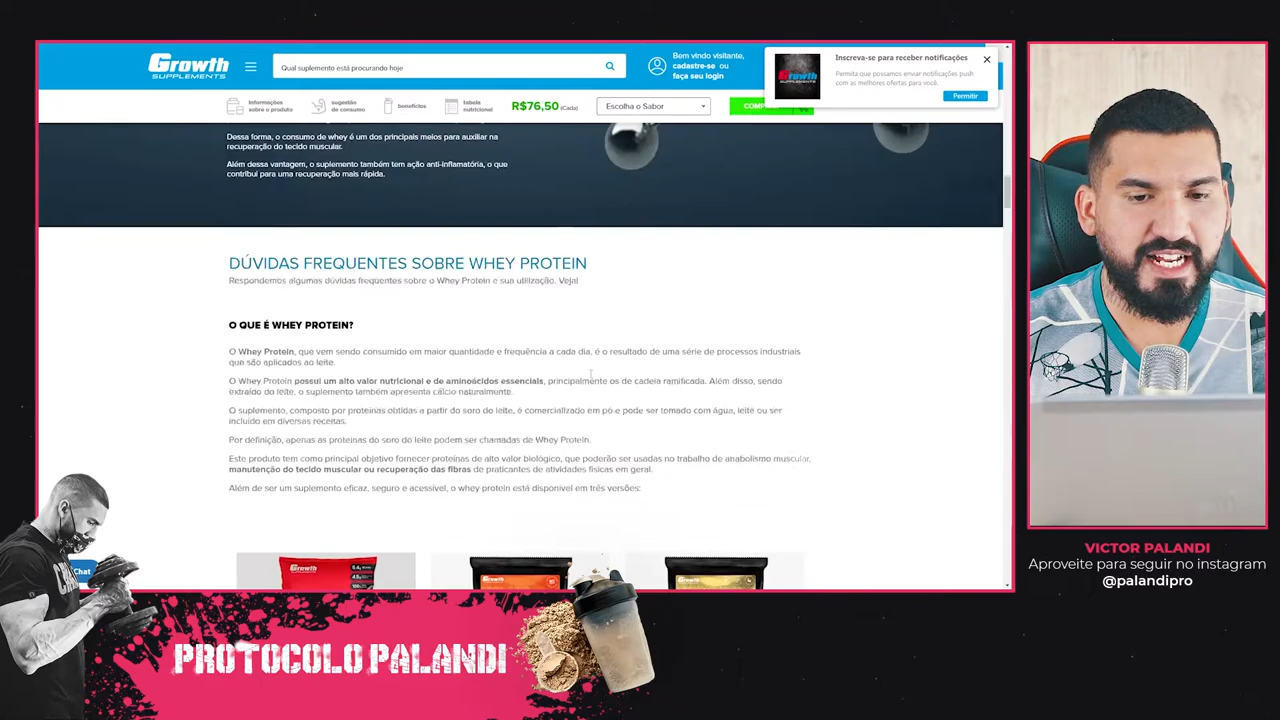 Growth
SUPPLEMENTS
Qual suplemento está procurando hoje
Bem vindo visitante,
cadastre-se ou
faça seu login
Growth
Inscreva-se para receber notificações
Permita que possamos enviar notificações push
com as melhores ofertas para você.
Permitir
Informações
sobre o produto
sugestão
de consumo
benefícios
tabela
nutricional
R$76,50 (Cada)
Escolha o Sabor
Dessa forma, o consumo de whey é um dos principais meios para auxiliar na
recuperação do tecido muscular.
Além dessa vantagem, o suplemento também tem ação anti-inflamatória, o que
contribui para uma recuperação mais rápida.
DÚVIDAS FREQUENTES SOBRE WHEY PROTEIN
Respondemos algumas dúvidas frequentes sobre o Whey Protein e sua utilização. Veja!
O QUE É WHEY PROTEIN?
O Whey Protein, que vem sendo consumido em maior quantidade e frequência a cada dia, é o resultado de uma série de processos industriais
que são aplicados ao leite.
O Whey Protein possui um alto valor nutricional e de aminoácidos essenciais, principalmente os de cadeia ramificada. Além disso, sendo
extraído do leite, o suplemento também apresenta cálcio naturalmente.
O suplemento, composto por proteínas obtidas a partir do soro do leite, é comercializado em pó e pode ser tomado com água, leite ou ser
incluído em diversas receitas.
Por definição, apenas as proteínas do soro do leite podem ser chamadas de Whey Protein.
Este produto tem como principal objetivo fornecer proteínas de alto valor biológico, que poderão ser usadas no trabalho de anabolismo muscular,
manutenção do tecido muscular ou recuperação das fibras de praticantes de atividades físicas em geral.
Além de ser um suplemento eficaz, seguro e acessível, o whey protein está disponível em três versões:
Growth
Growth
Growth
Chat
VICTOR PALANDI
Aproveite para seguir no instagram
@palandipro
PROTOCOLO PALANDI